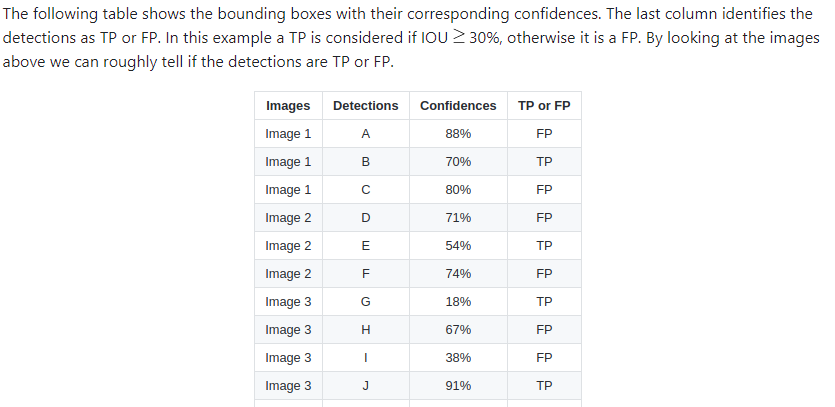 The following table shows the bounding boxes with their corresponding confidences. The last column identifies the
detections as TP or FP. In this example a TP is considered if IOU ≥ 30%, otherwise it is a FP. By looking at the images
above we can roughly tell if the detections are TP or FP.
Images Detections Confidences TP or FP
Image 1 A 88% FP
Image 1 B 70% TP
Image 1 C 80% FP
Image 2 D 71% FP
Image 2 E 54% TP
Image 2 F 74% FP
Image 3 G 18% TP
Image 3 H 67% FP
Image 3 I 38% FP
Image 3 J 91% TP